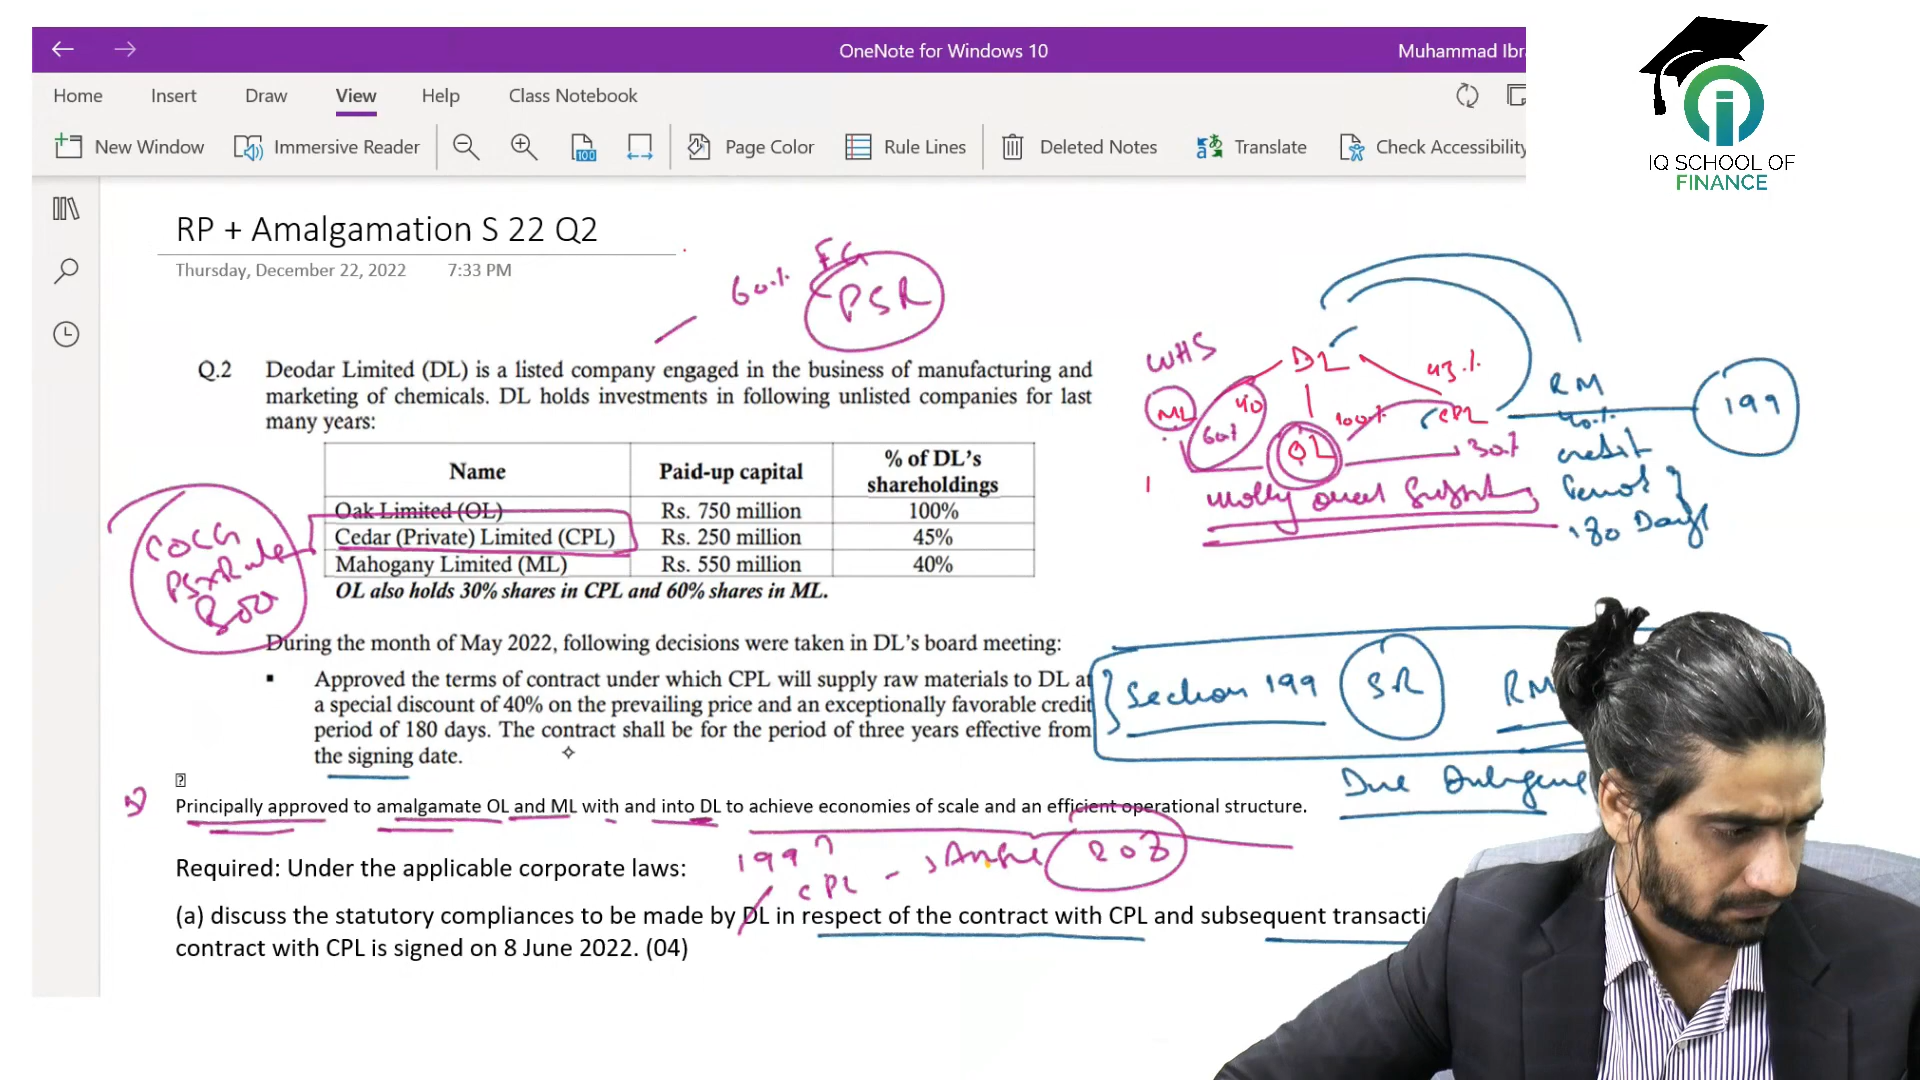 OneNote for Windows 10
Muhammad Ibr
Home Insert Draw View Help Class Notebook
New Window Immersive Reader 100 Page Color Rule Lines Deleted Notes Translate Check Accessibility
IQ SCHOOL OF
FINANCE
RP + Amalgamation S 22 Q2
Thursday, December 22, 2022 7:33 PM
60%
PSR
Q.2 Deodar Limited (DL) is a listed company engaged in the business of manufacturing and
marketing of chemicals. DL holds investments in following unlisted companies for last
many years:
Name Paid-up capital % of DL's shareholdings
Oak Limited (OL) Rs. 750 million 100%
Cedar (Private) Limited (CPL) Rs. 250 million 45%
Mahogany Limited (ML) Rs. 550 million 40%
OL also holds 30% shares in CPL and 60% shares in ML.
WHS
DL
ML
40
60%
100%
OL
CPL
30%
RM
199
credit
180 Days
During the month of May 2022, following decisions were taken in DL's board meeting:
▪ Approved the terms of contract under which CPL will supply raw materials to DL at
a special discount of 40% on the prevailing price and an exceptionally favorable credit
period of 180 days. The contract shall be for the period of three years effective from
the signing date.
Section 199 SR RM
Due
Principally approved to amalgamate OL and ML with and into DL to achieve economies of scale and an efficient operational structure.
199
CPL
Required: Under the applicable corporate laws:
(a) discuss the statutory compliances to be made by DL in respect of the contract with CPL and subsequent transacti
contract with CPL is signed on 8 June 2022. (04)